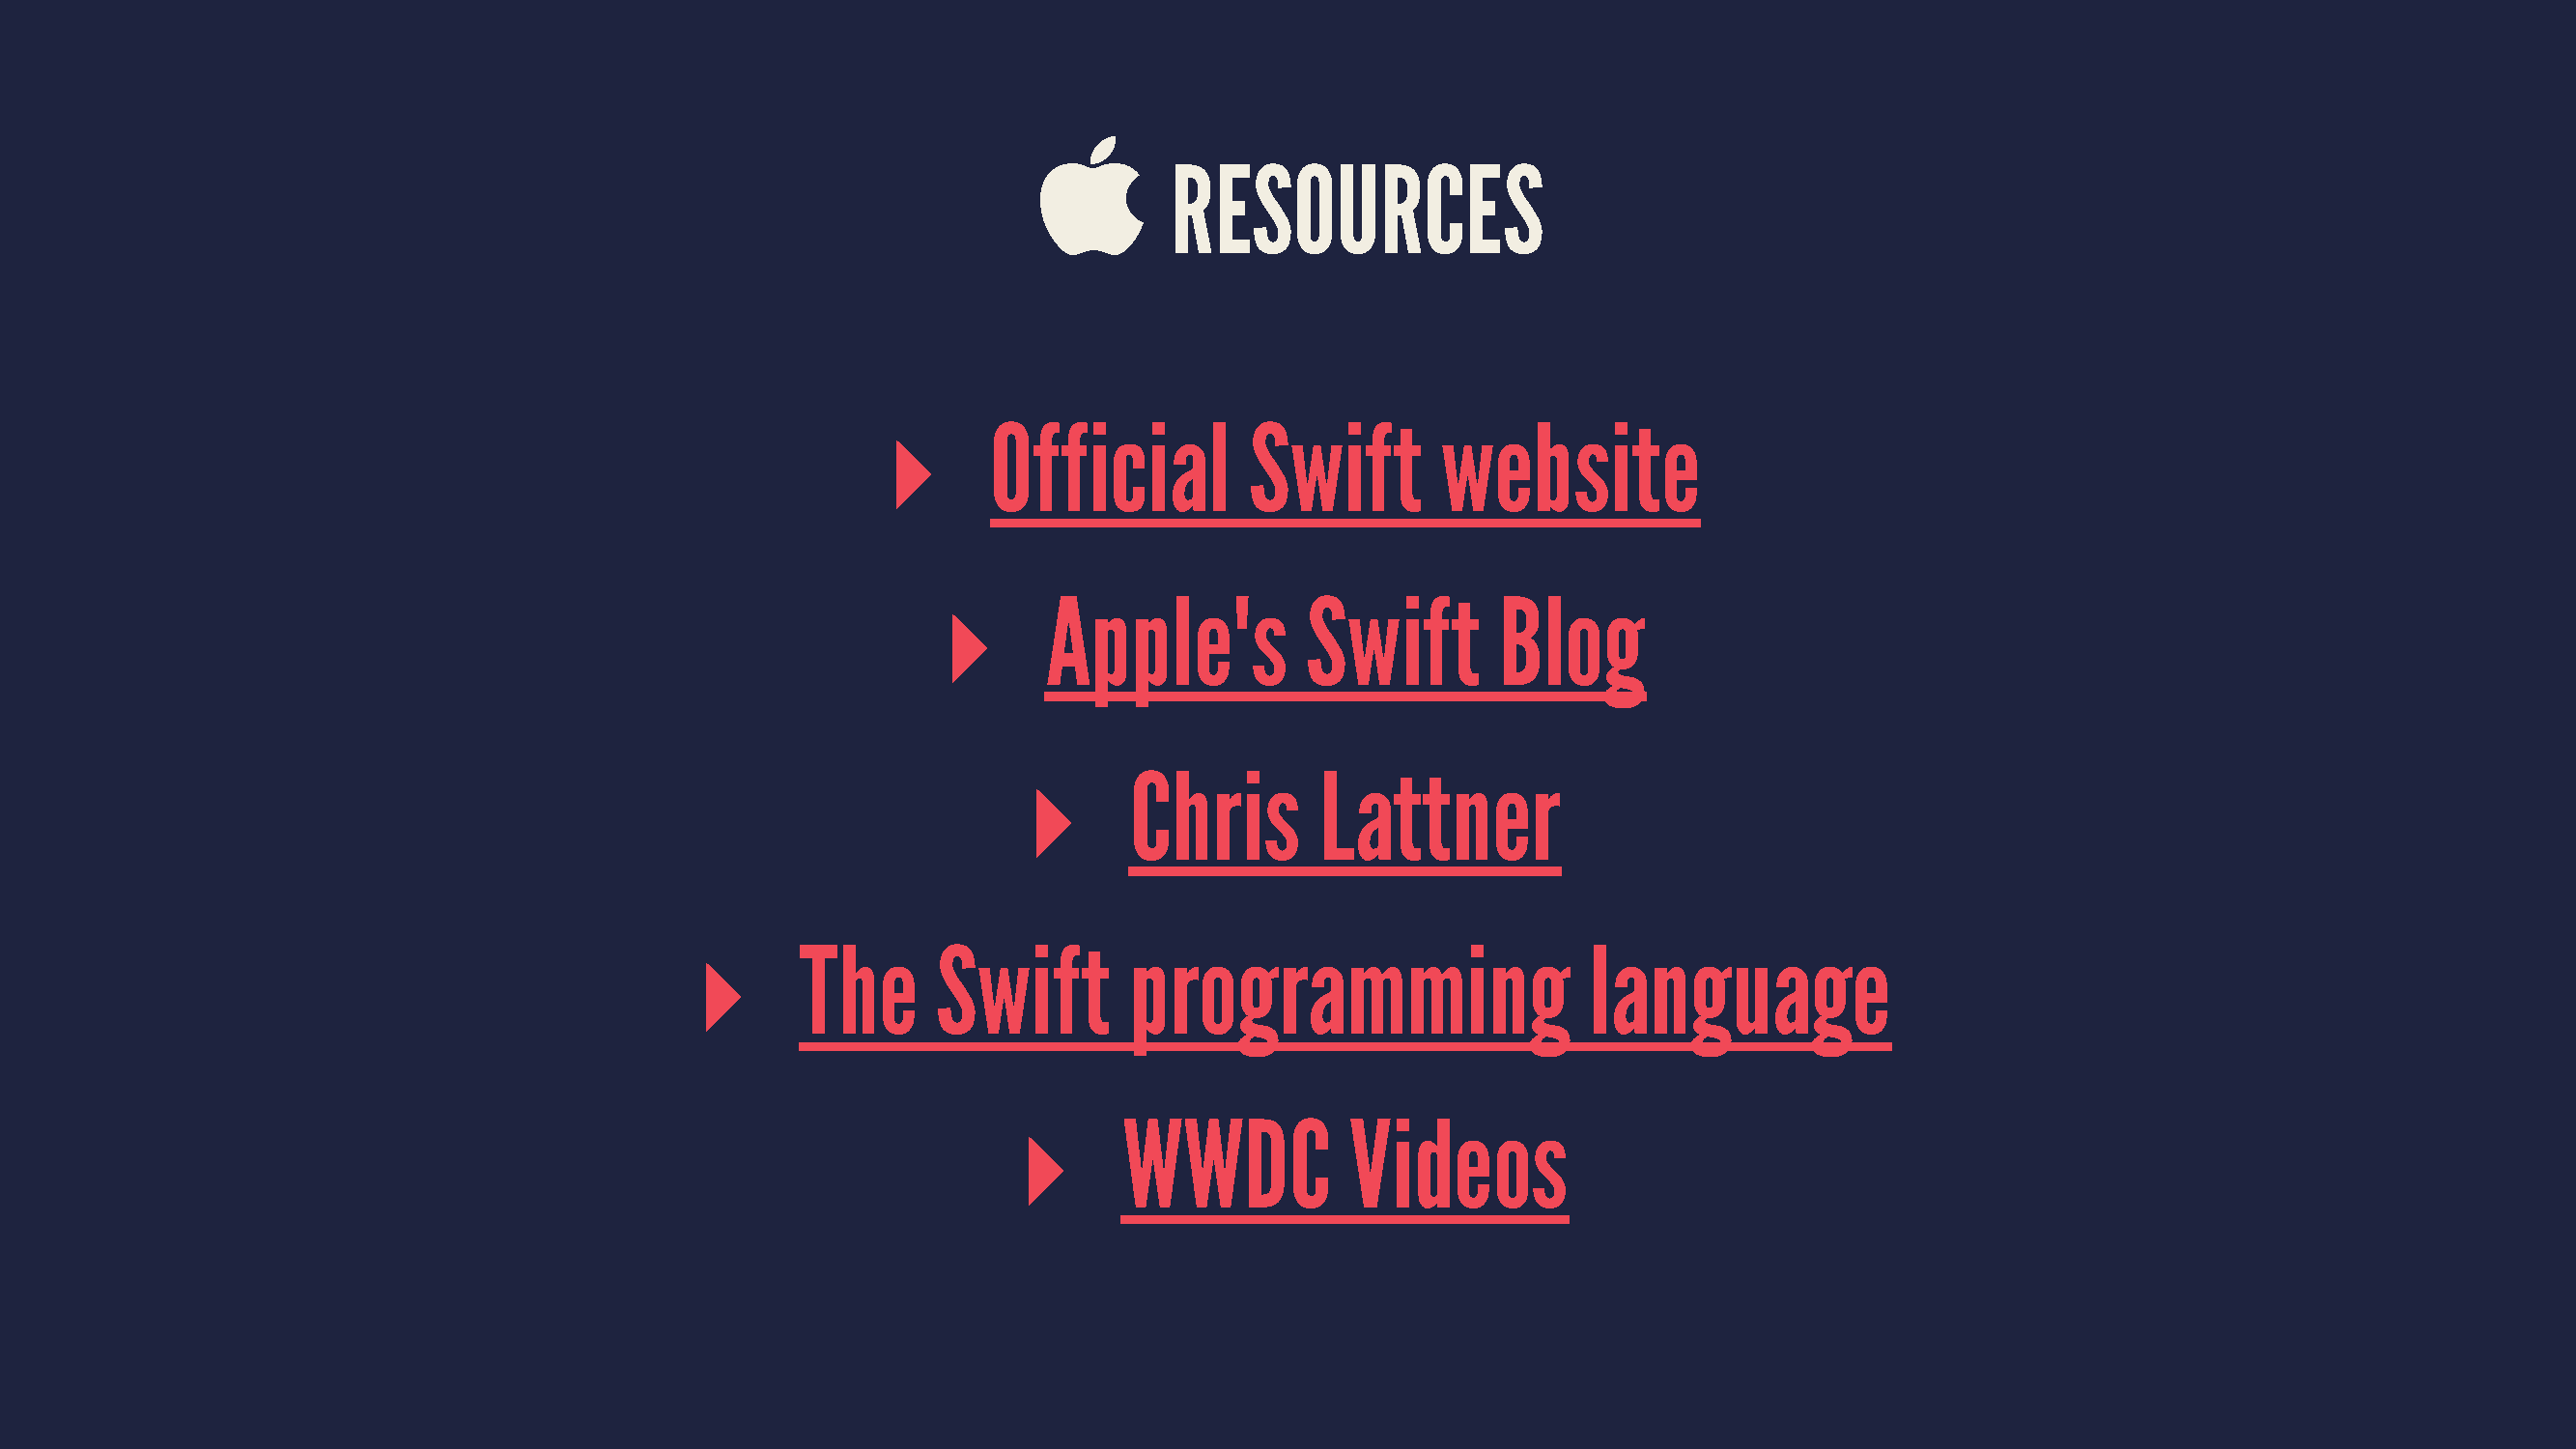 RESOURCES
Official Swift website
Apple's Swift Blog
Chris Lattner
The Swift programming language
WWDC Videos